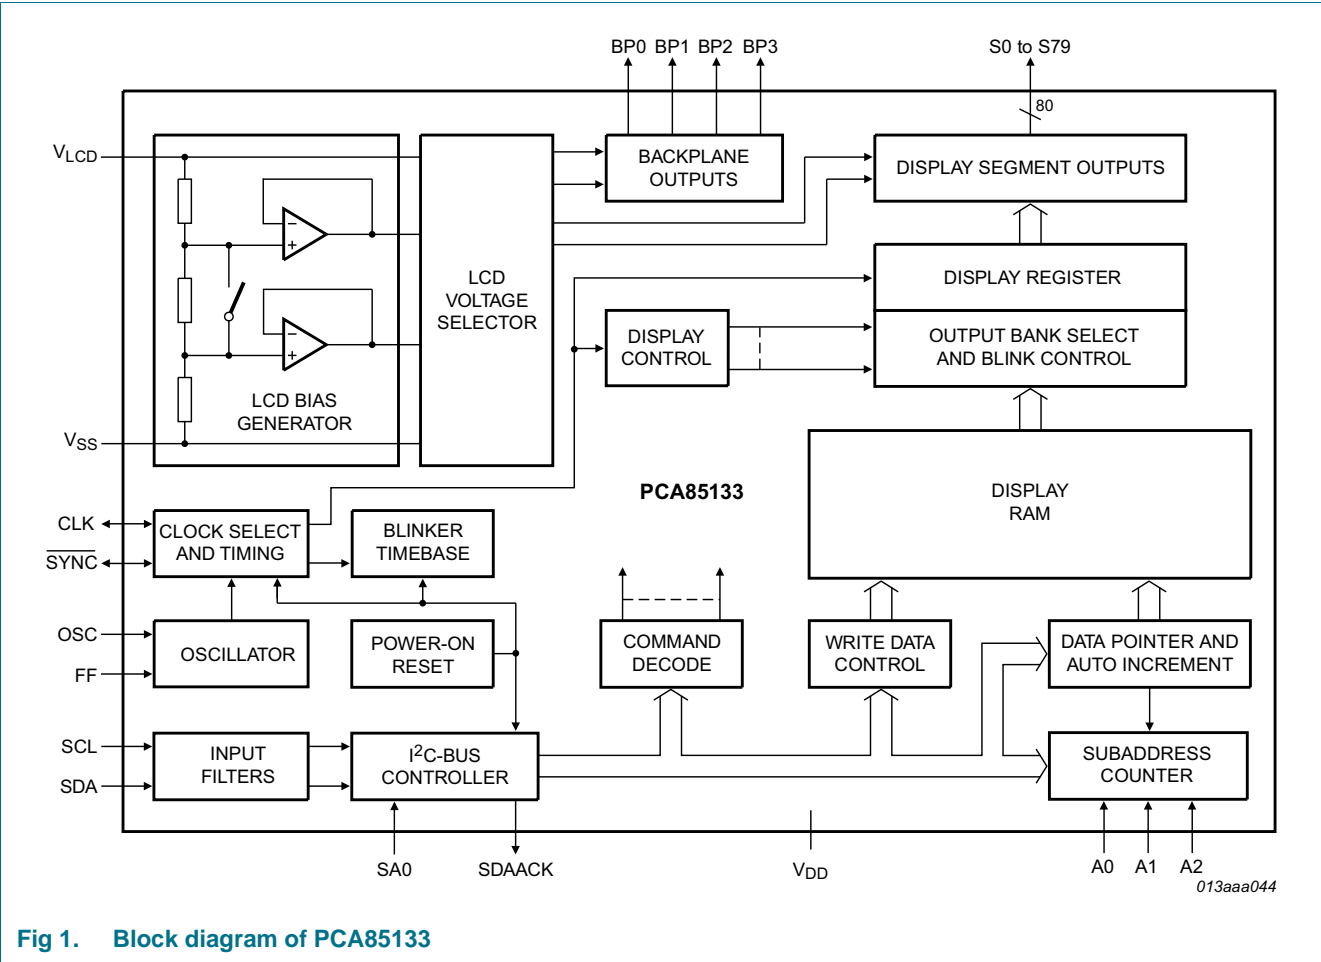 BP0 BP1 BP2 BP3
S0 to S79
80
VLCD
BACKPLANE
OUTPUTS
DISPLAY SEGMENT OUTPUTS
−
+
LCD
VOLTAGE
SELECTOR
DISPLAY REGISTER
−
+
DISPLAY
CONTROL
OUTPUT BANK SELECT
AND BLINK CONTROL
LCD BIAS
GENERATOR
VSS
PCA85133
DISPLAY
RAM
CLK
SYNC
CLOCK SELECT
AND TIMING
BLINKER
TIMEBASE
OSC
FF
OSCILLATOR
POWER-ON
RESET
COMMAND
DECODE
WRITE DATA
CONTROL
DATA POINTER AND
AUTO INCREMENT
SCL
SDA
INPUT
FILTERS
I2C-BUS
CONTROLLER
SUBADDRESS
COUNTER
SA0
SDAACK
VDD
A0 A1 A2
013aaa044
Fig 1. Block diagram of PCA85133